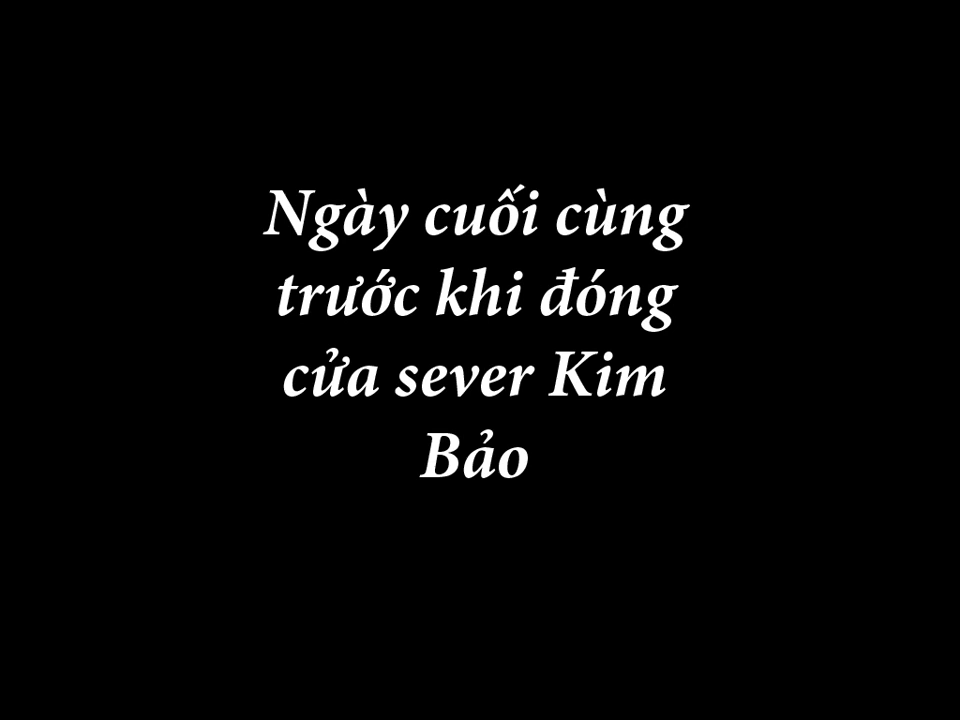 Ngày cuối cùng
trước khi đóng
cửa sever Kim
Bảo